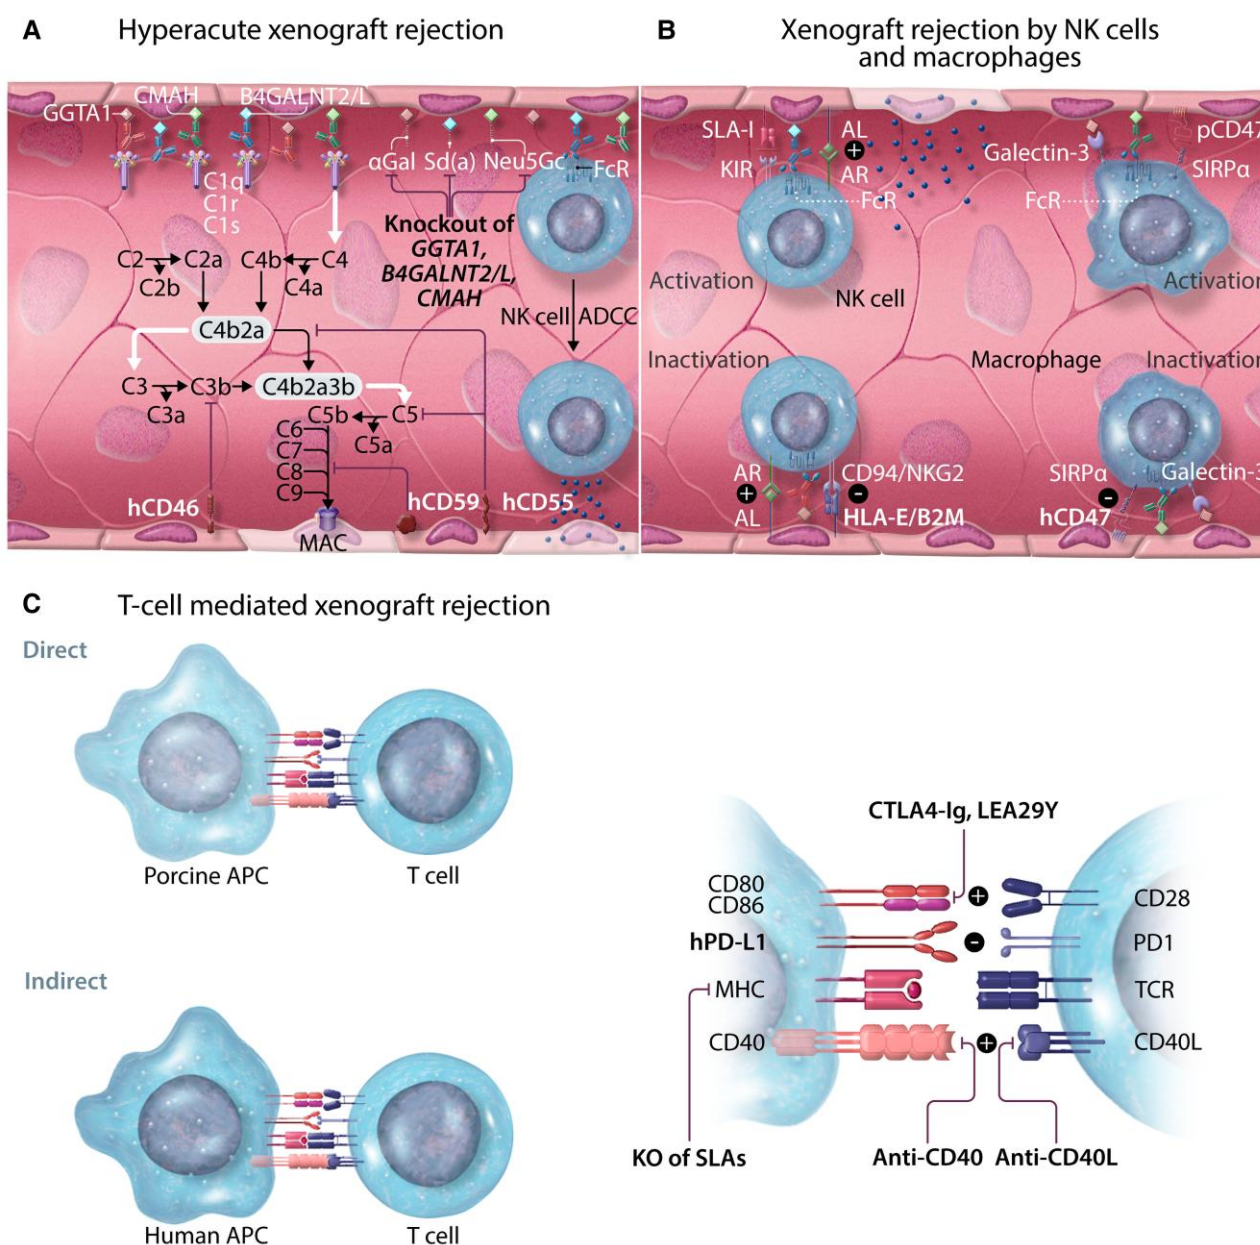 A Hyperacute xenograft rejection
GGTA1
CMAH
B4GALNT2/L
αGal Sd(a) Neu5Gc
FcR
C1q
C1r
C1s
Knockout of
GGTA1,
B4GALNT2/L,
CMAH
C2 C2a C4b C4
C2b C4a
NK cell ADCC
C4b2a
C3 C3b C4b2a3b
C3a
C5b C5
C5a
C6
C7
C8
C9
hCD46
hCD59
hCD55
MAC
B Xenograft rejection by NK cells
and macrophages
SLA-I
KIR
AL
+
AR
FcR
Activation
NK cell
Galectin-3
pCD47
SIRPα
FcR
Activation
Inactivation
Macrophage
Inactivation
AR
+
AL
CD94/NKG2
-
HLA-E/B2M
SIRPα
-
hCD47
Galectin-3
C T-cell mediated xenograft rejection
Direct
Porcine APC
T cell
Indirect
Human APC
T cell
CTLA4-Ig, LEA29Y
CD80
CD86
+
CD28
hPD-L1
-
PD1
MHC
TCR
CD40
+
CD40L
KO of SLAs
Anti-CD40
Anti-CD40L